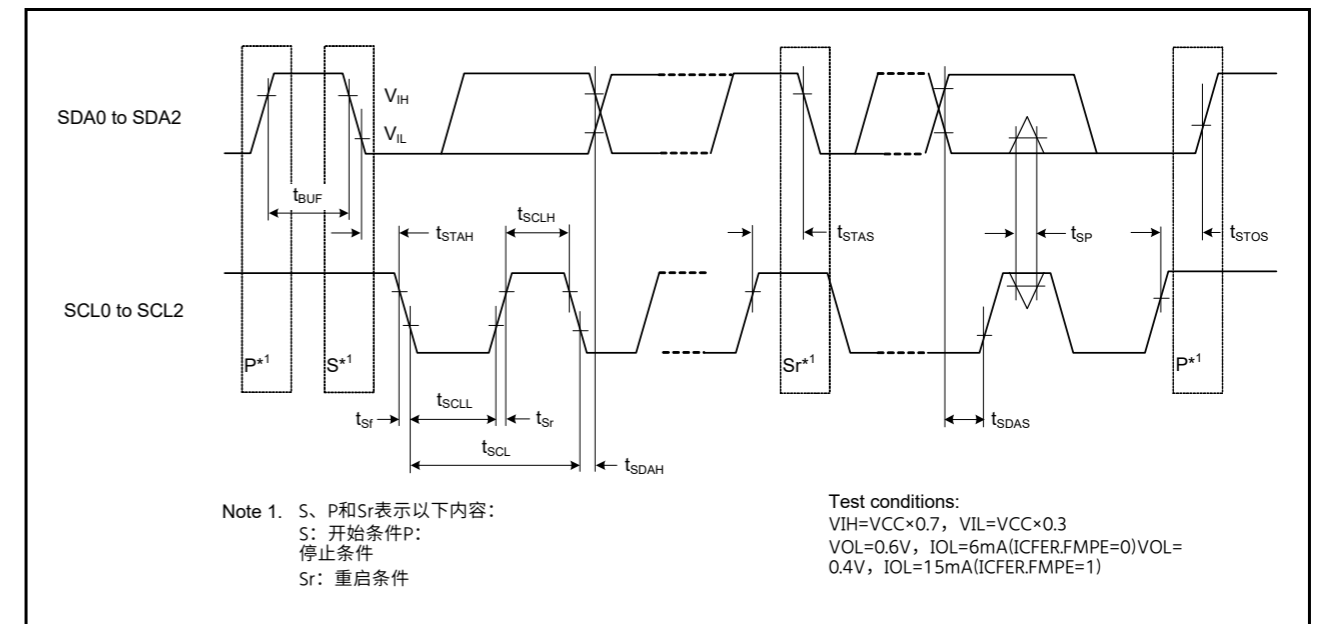 SDA0 to SDA2
VIH
VIL
tBUF
tSTAH
tSCLH
tSTAS
tSP
tSTOS
SCL0 to SCL2
P*1
S*1
Sr*1
P*1
tSf
tSCLL
tSr
tSCL
tSDAH
tSDAS
Note 1. S、P和Sr表示以下内容：
S：开始条件P：
停止条件
Sr：重启条件
Test conditions:
VIH=VCC×0.7，VIL=VCC×0.3
VOL=0.6V，IOL=6mA(ICFER.FMPE=0)VOL=
0.4V，IOL=15mA(ICFER.FMPE=1)